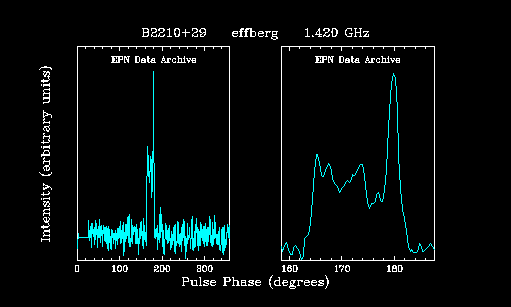 B2210+29 effberg 1.420 GHz
EPN Data Archive EPN Data Archive
Intensity (arbitrary units)
0 100 200 300 160 170 180
Pulse Phase (degrees)